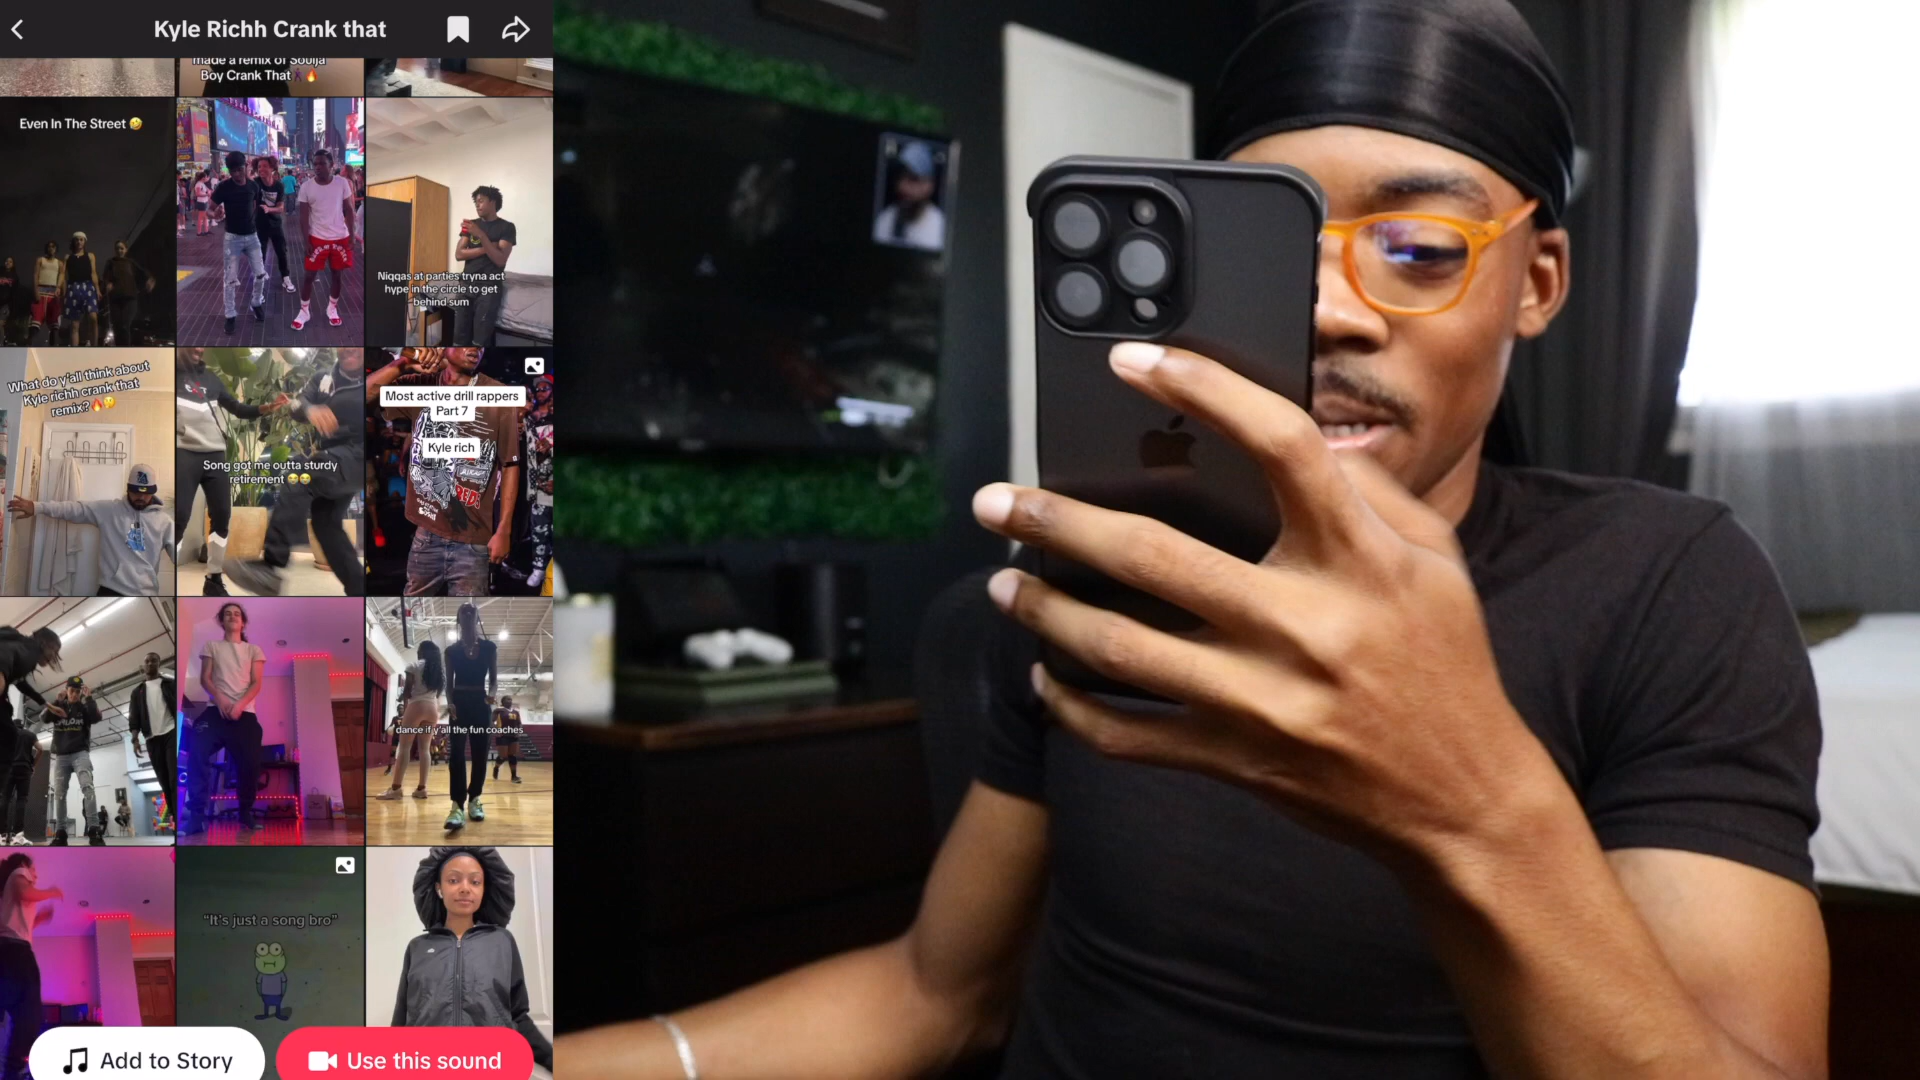 Kyle Richh Crank that
made a remix of Soulja
Boy Crank That
Even In The Street 🤣
Niqqas at parties tryna act
hype in the circle to get
behind sum
What do y'all think about
Kyle richh crank that
remix?🔥🤔
Song got me outta sturdy
retirement 😭😭
Most active drill rappers
Part 7
Kyle rich
dance if y'all the fun coaches
"It's just a song bro"
Add to Story
Use this sound